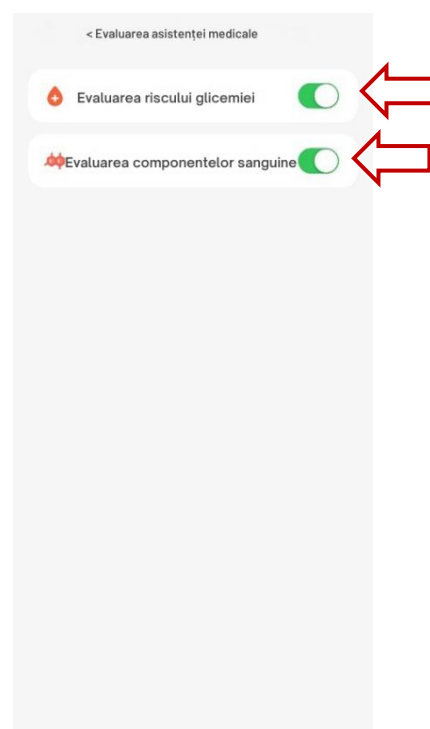 < Evaluarea asistenței medicale
Evaluarea riscului glicemiei
Evaluarea componentelor sanguine